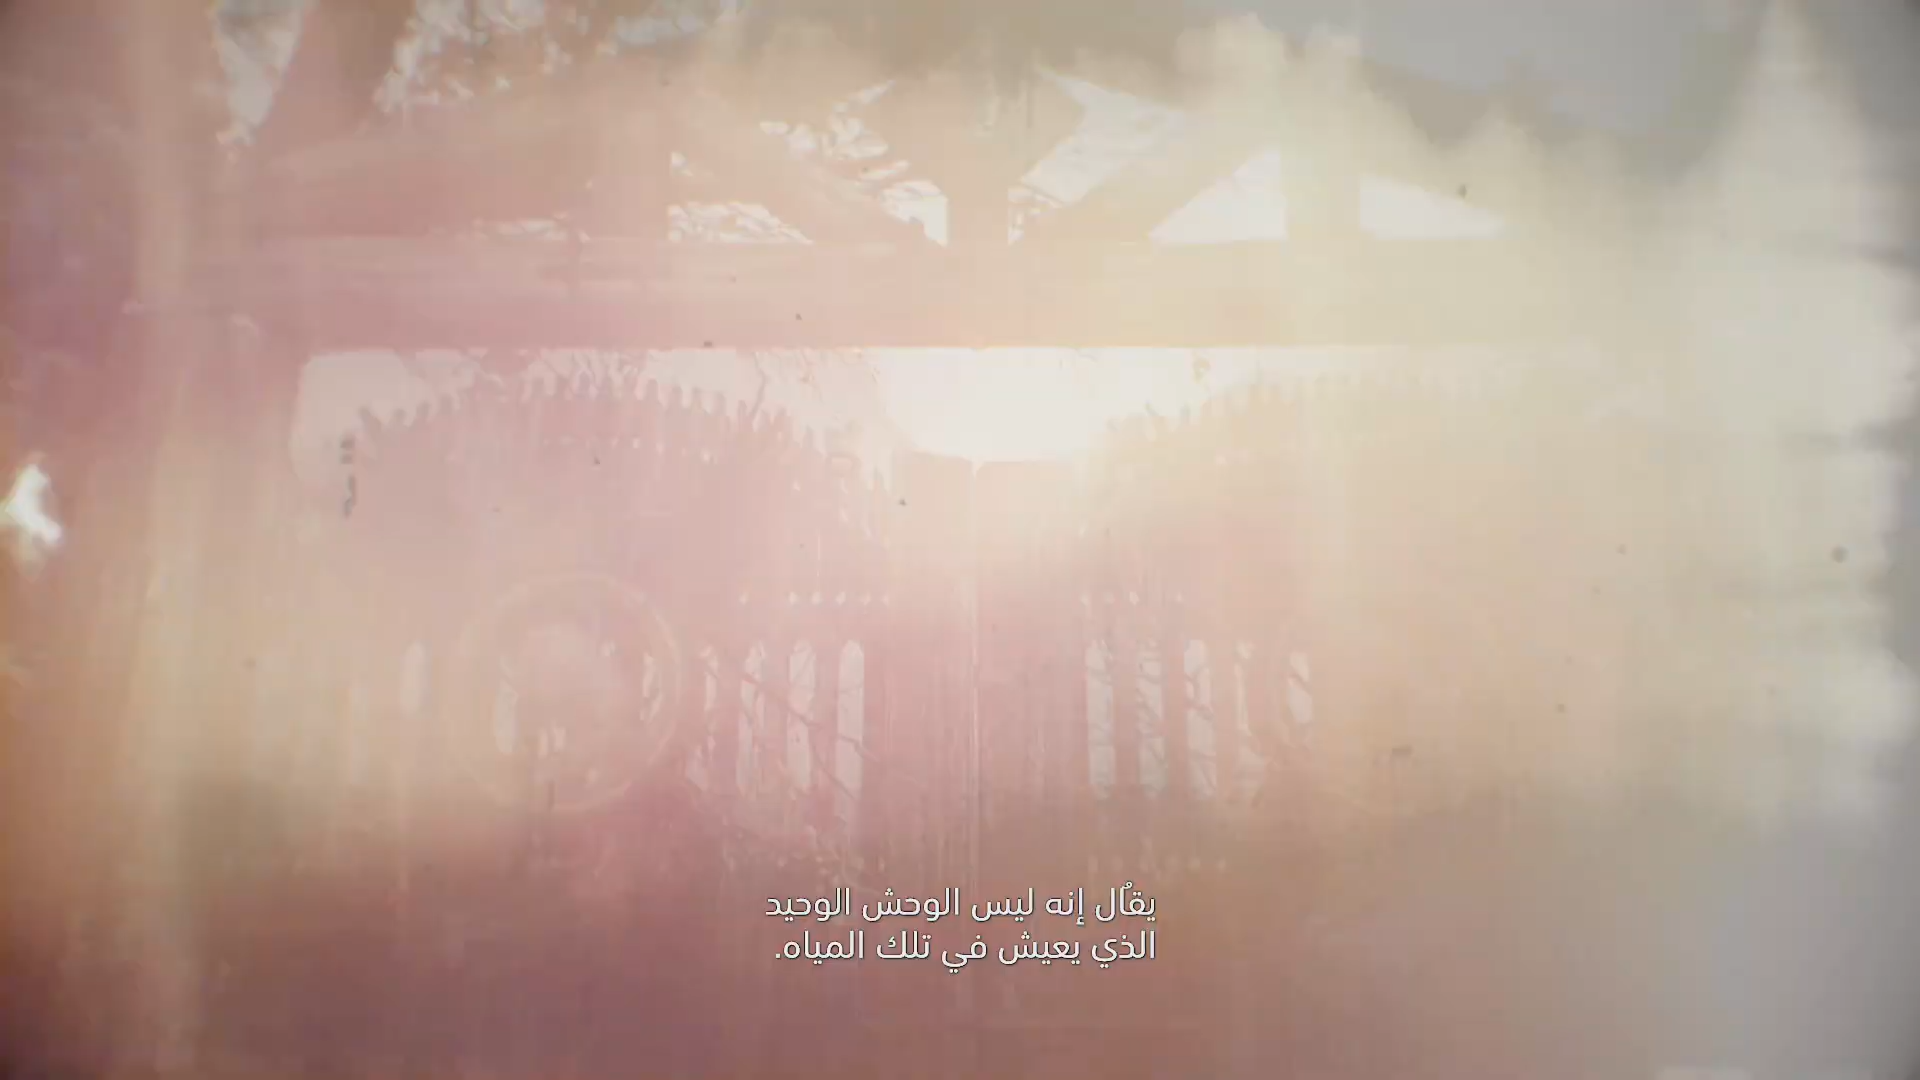 يقُال إنه ليس الوحش الوحيد
الذي يعيش في تلك المياه.